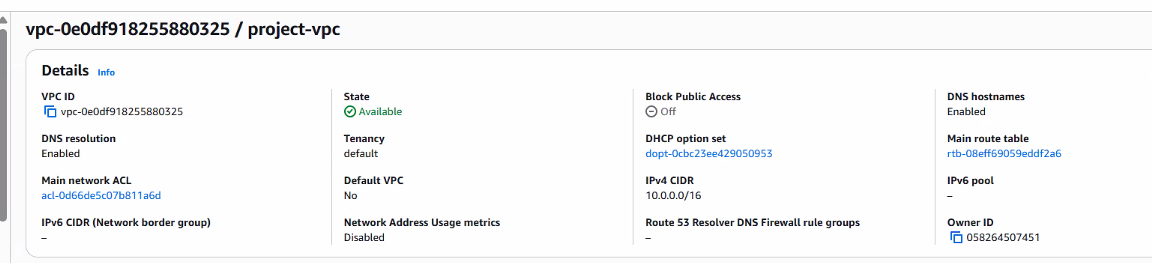 vpc-0e0df918255880325 / project-vpc
Details Info
VPC ID
vpc-0e0df918255880325
State
Available
Block Public Access
Off
DNS hostnames
Enabled
DNS resolution
Enabled
Tenancy
default
DHCP option set
dopt-0cbc23ee429050953
Main route table
rtb-08eff69059eddf2a6
Main network ACL
acl-0d66de5c07b811a6d
Default VPC
No
IPv4 CIDR
10.0.0.0/16
IPv6 pool
–
IPv6 CIDR (Network border group)
–
Network Address Usage metrics
Disabled
Route 53 Resolver DNS Firewall rule groups
–
Owner ID
058264507451